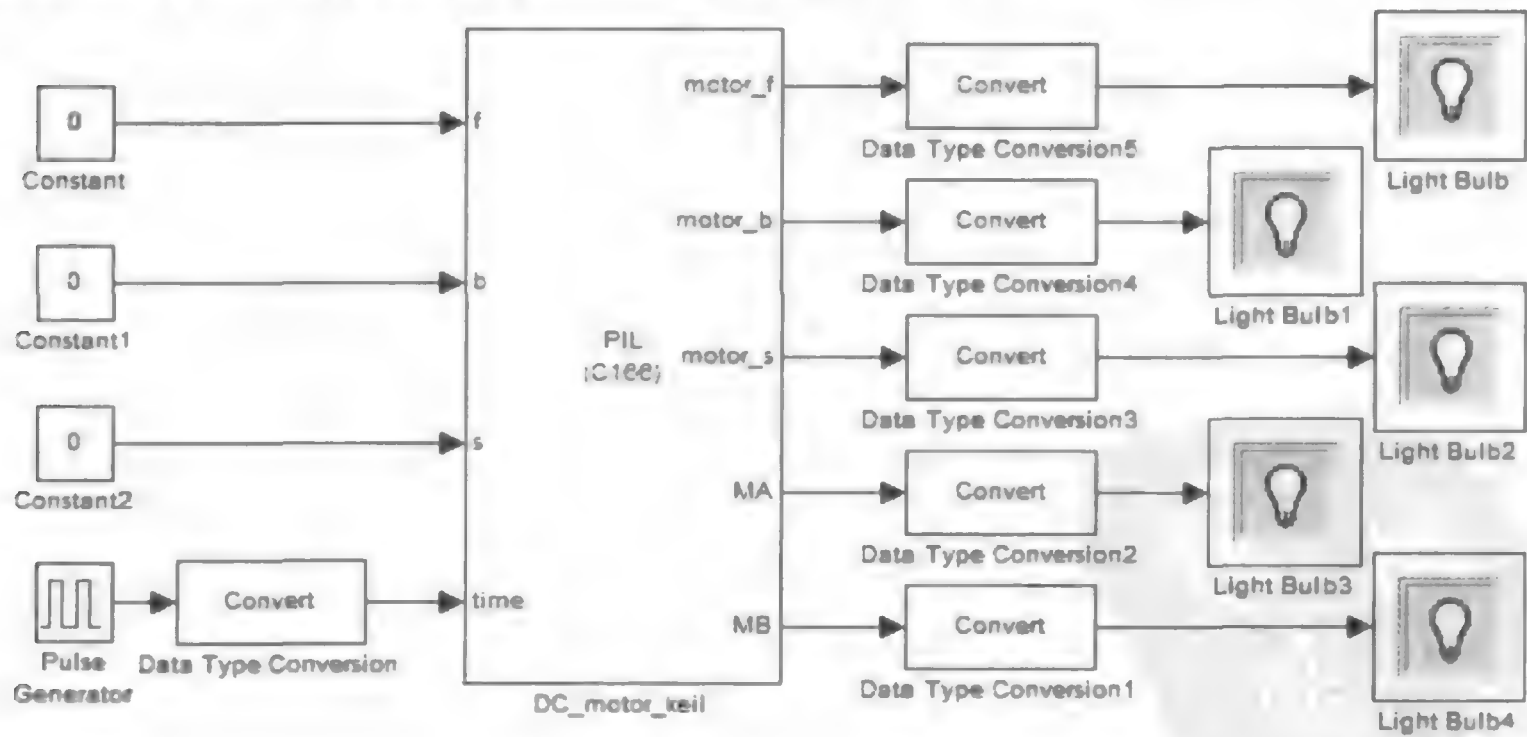 0
Constant
0
Constant1
0
Constant2
Pulse
Generator
Convert
Data Type Conversion
f
b
s
time
PIL
(C166)
motor_f
motor_b
motor_s
MA
MB
DC_motor_keil
Convert
Data Type Conversion5
Convert
Data Type Conversion4
Convert
Data Type Conversion3
Convert
Data Type Conversion2
Convert
Data Type Conversion1
Light Bulb
Light Bulb1
Light Bulb2
Light Bulb3
Light Bulb4